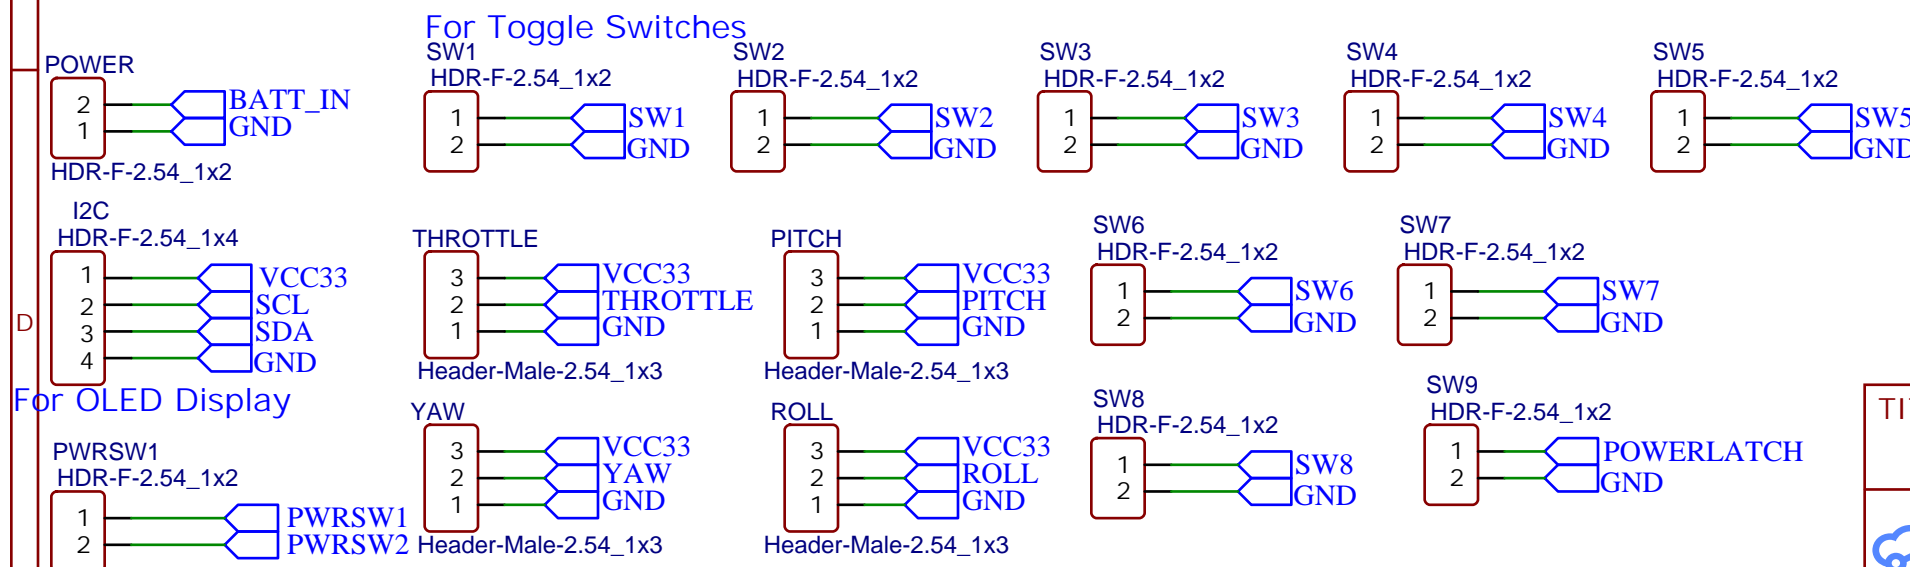 For Toggle Switches
POWER
2 BATT_IN
1 GND
HDR-F-2.54_1x2
SW1
HDR-F-2.54_1x2
1 SW1
2 GND
SW2
HDR-F-2.54_1x2
1 SW2
2 GND
SW3
HDR-F-2.54_1x2
1 SW3
2 GND
SW4
HDR-F-2.54_1x2
1 SW4
2 GND
SW5
HDR-F-2.54_1x2
1 SW5
2 GND
I2C
HDR-F-2.54_1x4
1 VCC33
2 SCL
3 SDA
4 GND
For OLED Display
D
THROTTLE
3 VCC33
2 THROTTLE
1 GND
Header-Male-2.54_1x3
PITCH
3 VCC33
2 PITCH
1 GND
Header-Male-2.54_1x3
SW6
HDR-F-2.54_1x2
1 SW6
2 GND
SW7
HDR-F-2.54_1x2
1 SW7
2 GND
PWRSW1
HDR-F-2.54_1x2
1 PWRSW1
2 PWRSW2
YAW
3 VCC33
2 YAW
1 GND
Header-Male-2.54_1x3
ROLL
3 VCC33
2 ROLL
1 GND
Header-Male-2.54_1x3
SW8
HDR-F-2.54_1x2
1 SW8
2 GND
SW9
HDR-F-2.54_1x2
1 POWERLATCH
2 GND